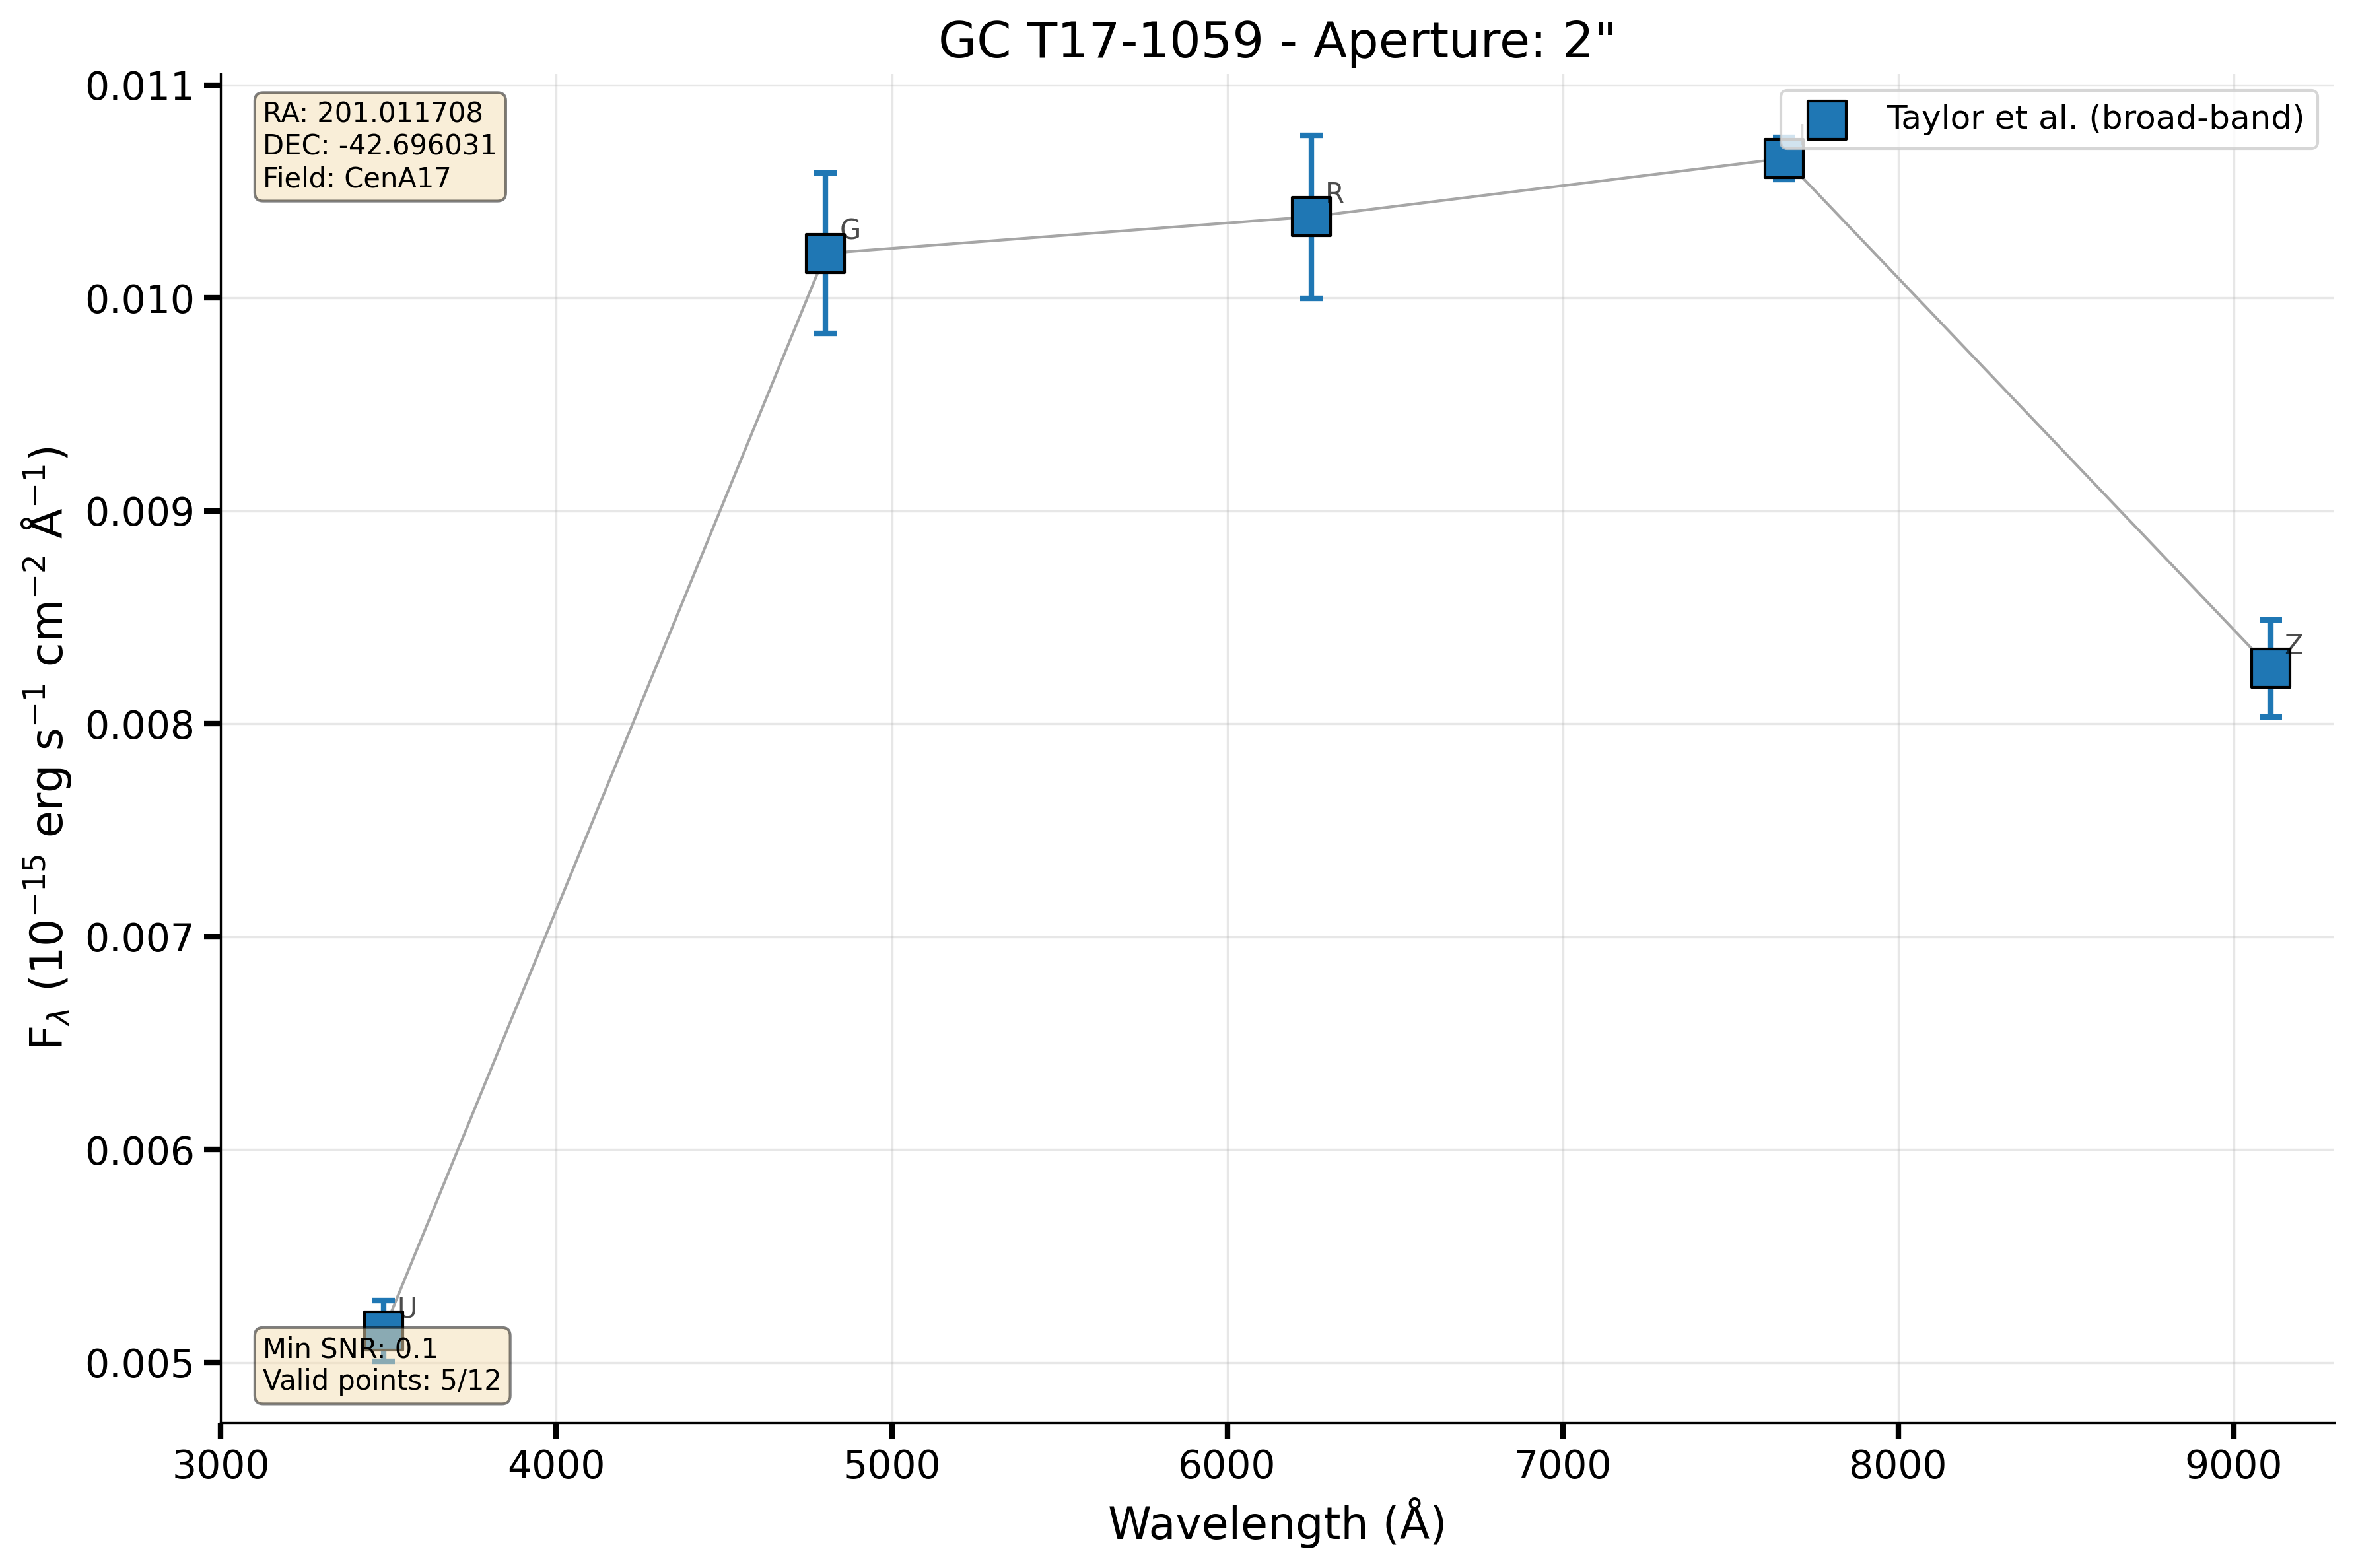 GC T17-1059 - Aperture: 2"
RA: 201.011708
DEC: -42.696031
Field: CenA17
Taylor et al. (broad-band)
0.011
0.010
0.009
0.008
0.007
0.006
0.005
F_λ (10⁻¹⁵ erg s⁻¹ cm⁻² Å⁻¹)
G
R
Z
U
Min SNR: 0.1
Valid points: 5/12
3000 4000 5000 6000 7000 8000 9000
Wavelength (Å)